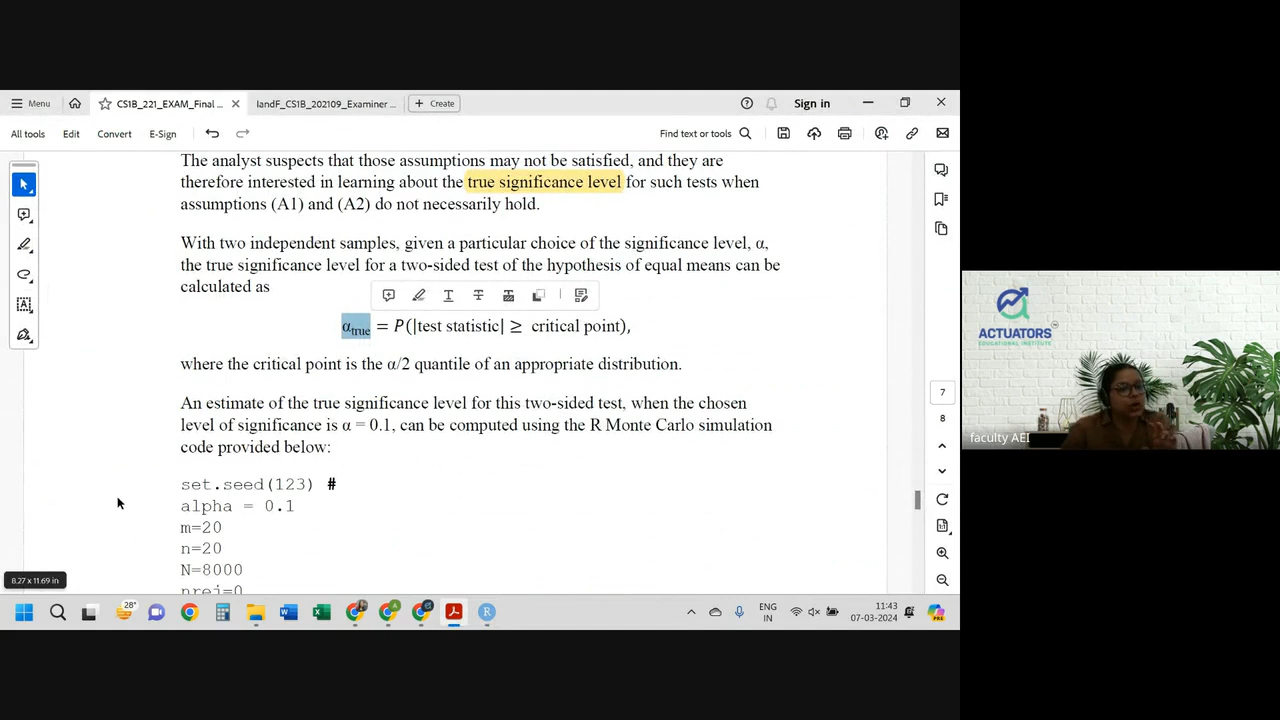 Menu
CS1B_221_EXAM_Final ...
IandF_CS1B_202109_Examiner ...
Create
Sign in
All tools
Edit
Convert
E-Sign
Find text or tools
The analyst suspects that those assumptions may not be satisfied, and they are
therefore interested in learning about the true significance level for such tests when
assumptions (A1) and (A2) do not necessarily hold.
With two independent samples, given a particular choice of the significance level, α,
the true significance level for a two-sided test of the hypothesis of equal means can be
calculated as
αtrue = P(|test statistic| ≥ critical point),
where the critical point is the α/2 quantile of an appropriate distribution.
An estimate of the true significance level for this two-sided test, when the chosen
level of significance is α = 0.1, can be computed using the R Monte Carlo simulation
code provided below:
set.seed(123) #
alpha = 0.1
m=20
n=20
N=8000
nrej=0
7
8
8.27 x 11.69 in
ACTUATORS
EDUCATIONAL INSTITUTE
faculty AEI
28°
ENG
IN
11:43
07-03-2024